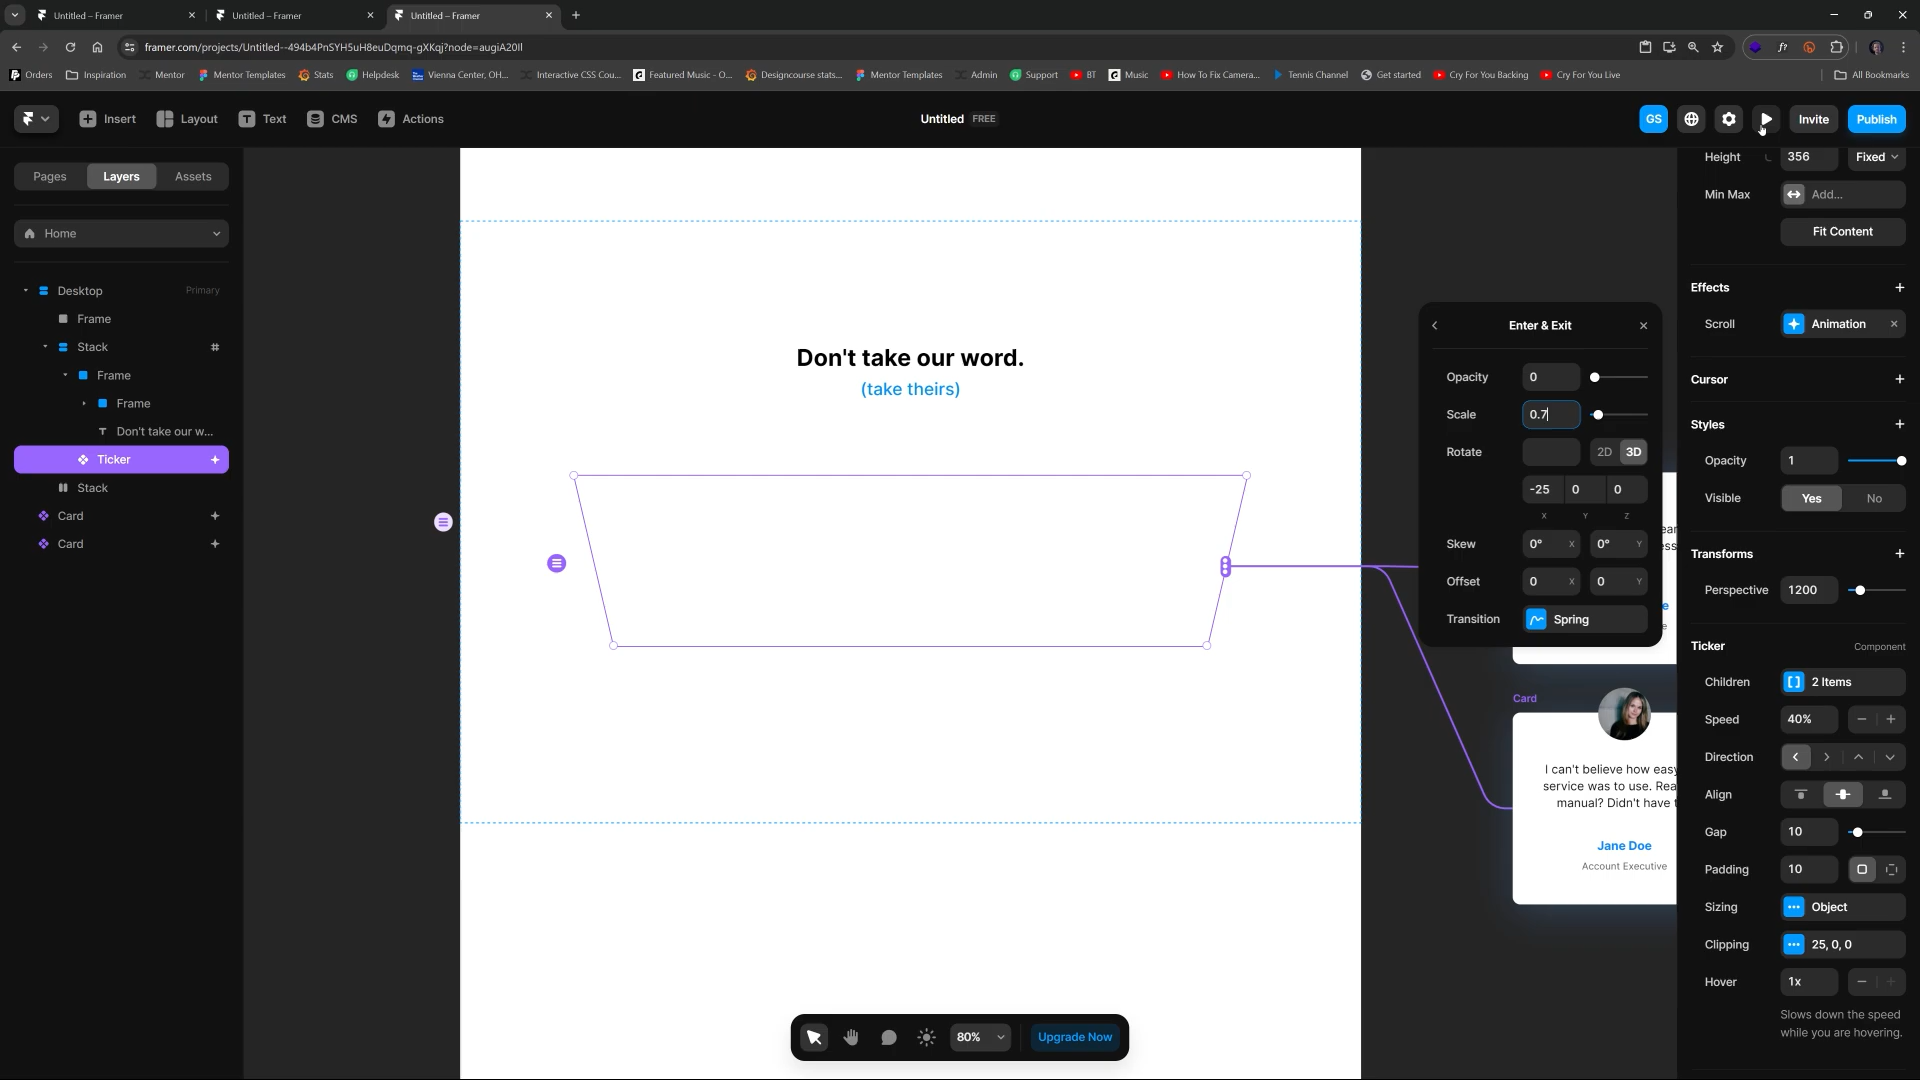 Untitled – Framer
Untitled – Framer
Untitled – Framer
framer.com/projects/Untitled--494b4PnSYH5uH8euDqmq-gXKqj?node=augiA20Il
Orders
Inspiration
Mentor
Mentor Templates
Stats
Helpdesk
Vienna Center, OH...
Interactive CSS Cou...
Featured Music - O...
Designcourse stats...
Mentor Templates
Admin
Support
BT
Music
How To Fix Camera...
Tennis Channel
Get started
Cry For You Backing
Cry For You Live
All Bookmarks
Insert
Layout
Text
CMS
Actions
Untitled FREE
GS
Invite
Publish
Pages
Layers
Assets
Home
Desktop
Primary
Frame
Stack
Frame
Frame
Don't take our w...
Ticker
Stack
Card
Card
Don't take our word.
(take theirs)
Enter & Exit
Opacity 0
Scale 0.7
Rotate 2D 3D
-25 0 0
X Y Z
Skew 0° X 0° Y
Offset 0 X 0 Y
Transition Spring
Card
I can't believe how easy
service was to use. Rea
manual? Didn't have t
Jane Doe
Account Executive
80%
Upgrade Now
Height 356 Fixed
Min Max Add...
Fit Content
Effects
Scroll Animation
Cursor
Styles
Opacity 1
Visible Yes No
Transforms
Perspective 1200
Ticker Component
Children 2 Items
Speed 40%
Direction
Align
Gap 10
Padding 10
Sizing Object
Clipping 25, 0, 0
Hover 1x
Slows down the speed
while you are hovering.